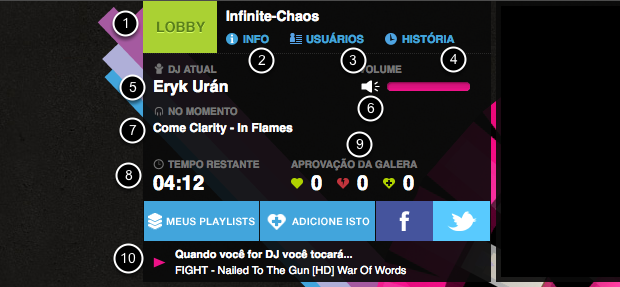 1 LOBBY Infinite-Chaos
INFO USUÁRIOS HISTÓRIA
2 3 4
DJ ATUAL VOLUME
5 Eryk Urán
6
NO MOMENTO
7 Come Clarity - In Flames
9
TEMPO RESTANTE APROVAÇÃO DA GALERA
8 04:12 0 0 0
MEUS PLAYLISTS ADICIONE ISTO f
Quando você for DJ você tocará...
10 FIGHT - Nailed To The Gun [HD] War Of Words